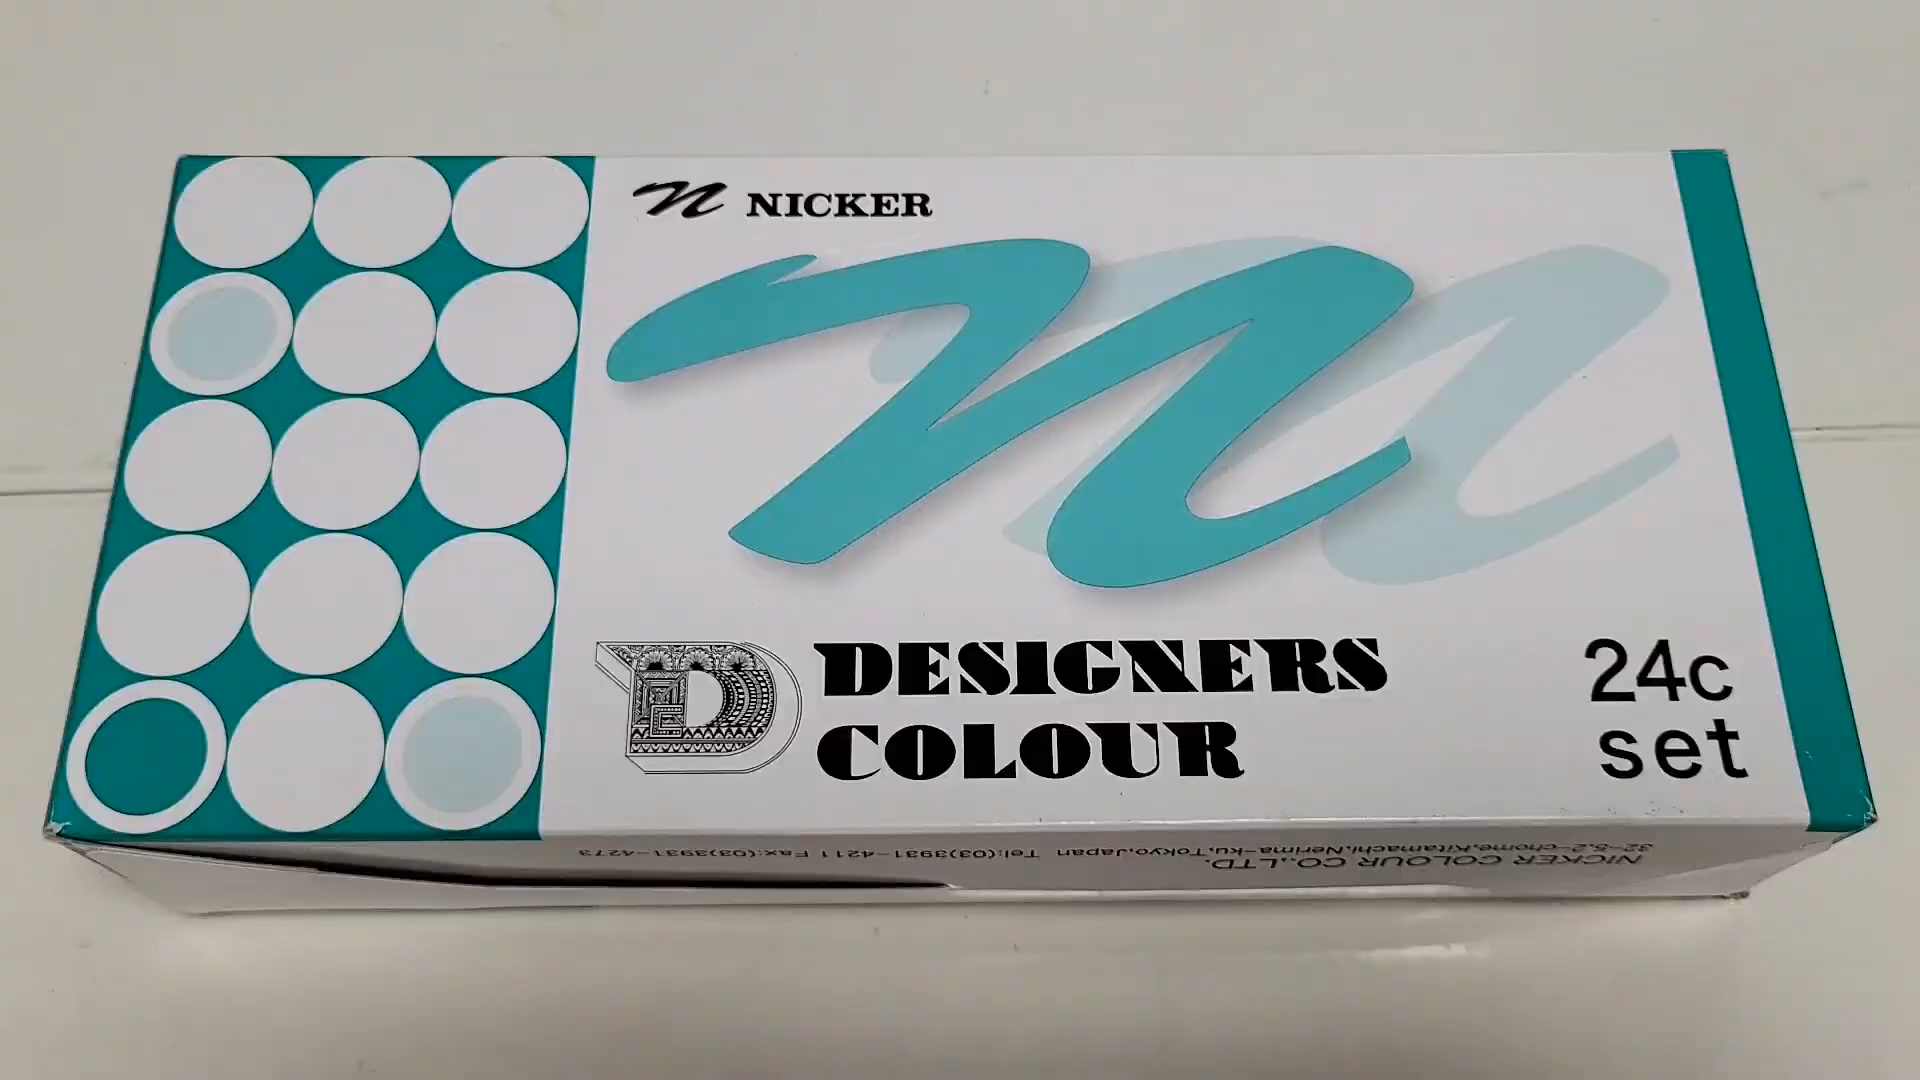 n NICKER
DESIGNERS
COLOUR
24c
set
NICKER COLOUR CO.,LTD.
32-5,2-chome,Kitamachi,Nerima-ku,Tokyo,Japan Tel:(03)3931-4211 Fax:(03)3931-4273